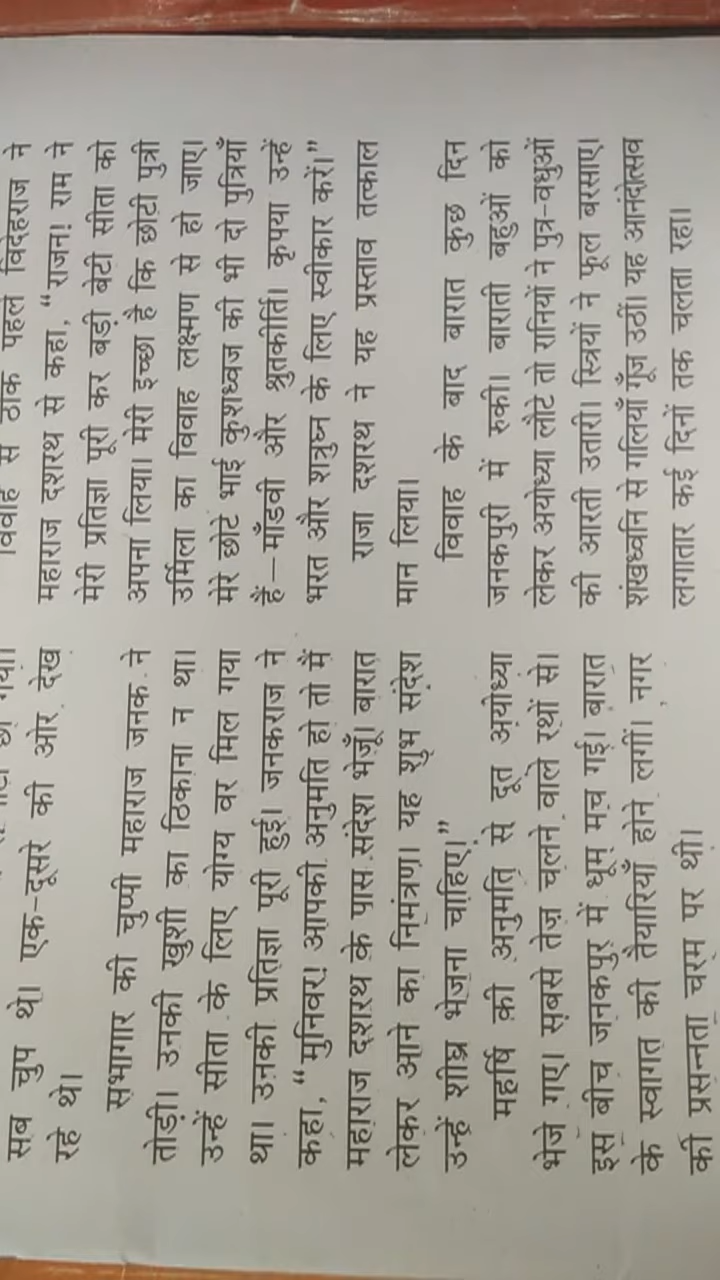 सब चुप थे। एक-दूसरे की ओर देख
रहे थे।
सभागार की चुप्पी महाराज जनक ने
तोड़ी। उनकी खुशी का ठिकाना न था।
उन्हें सीता के लिए योग्य वर मिल गया
था। उनकी प्रतिज्ञा पूरी हुई। जनकराज ने
कहा, “मुनिवर! आपकी अनुमति हो तो मैं
महाराज दशरथ के पास संदेश भेजूँ। बारात
लेकर आने का निमंत्रण। यह शुभ संदेश
उन्हें शीघ्र भेजना चाहिए।”
महर्षि की अनुमति से दूत अयोध्या
भेजे गए। सबसे तेज़ चलने वाले रथों से।
इस बीच जनकपुर में धूम मच गई। बारात
के स्वागत की तैयारियाँ होने लगीं। नगर
की प्रसन्नता चरम पर थी।
विवाह से ठीक पहले विदेहराज ने
महाराज दशरथ से कहा, “राजन! राम ने
मेरी प्रतिज्ञा पूरी कर बड़ी बेटी सीता को
अपना लिया। मेरी इच्छा है कि छोटी पुत्री
उर्मिला का विवाह लक्ष्मण से हो जाए।
मेरे छोटे भाई कुशध्वज की भी दो पुत्रियाँ
हैं—माँडवी और श्रुतकीर्ति। कृपया उन्हें
भरत और शत्रुघ्न के लिए स्वीकार करें।”
राजा दशरथ ने यह प्रस्ताव तत्काल
मान लिया।
विवाह के बाद बारात कुछ दिन
जनकपुरी में रुकी। बाराती बहुओं को
लेकर अयोध्या लौटे तो रानियों ने पुत्र-वधुओं
की आरती उतारी। स्त्रियों ने फूल बरसाए।
शंखध्वनि से गलियाँ गूँज उठीं। यह आनंदोत्सव
लगातार कई दिनों तक चलता रहा।